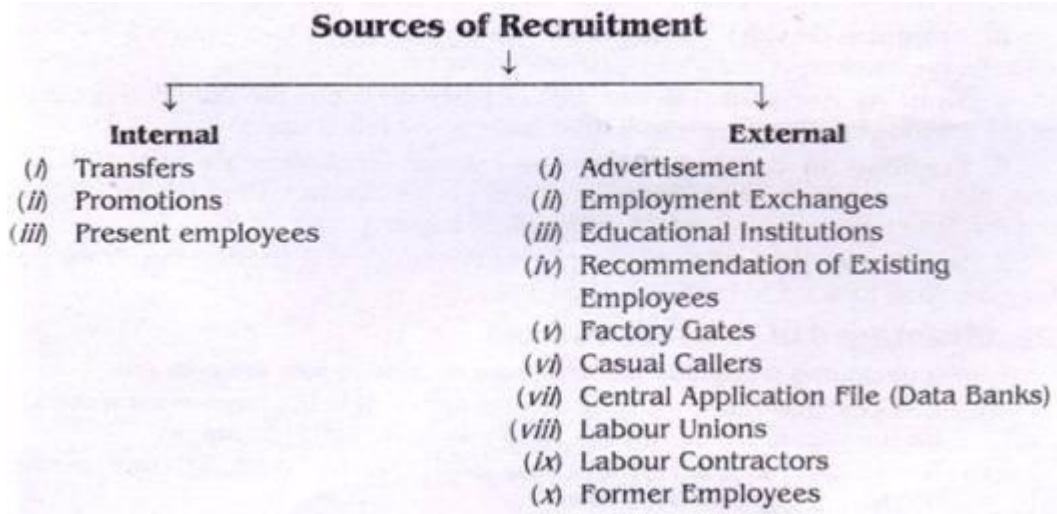 Sources of Recruitment
Internal
(i) Transfers
(ii) Promotions
(iii) Present employees
External
(i) Advertisement
(ii) Employment Exchanges
(iii) Educational Institutions
(iv) Recommendation of Existing
Employees
(v) Factory Gates
(vi) Casual Callers
(vii) Central Application File (Data Banks)
(viii) Labour Unions
(ix) Labour Contractors
(x) Former Employees